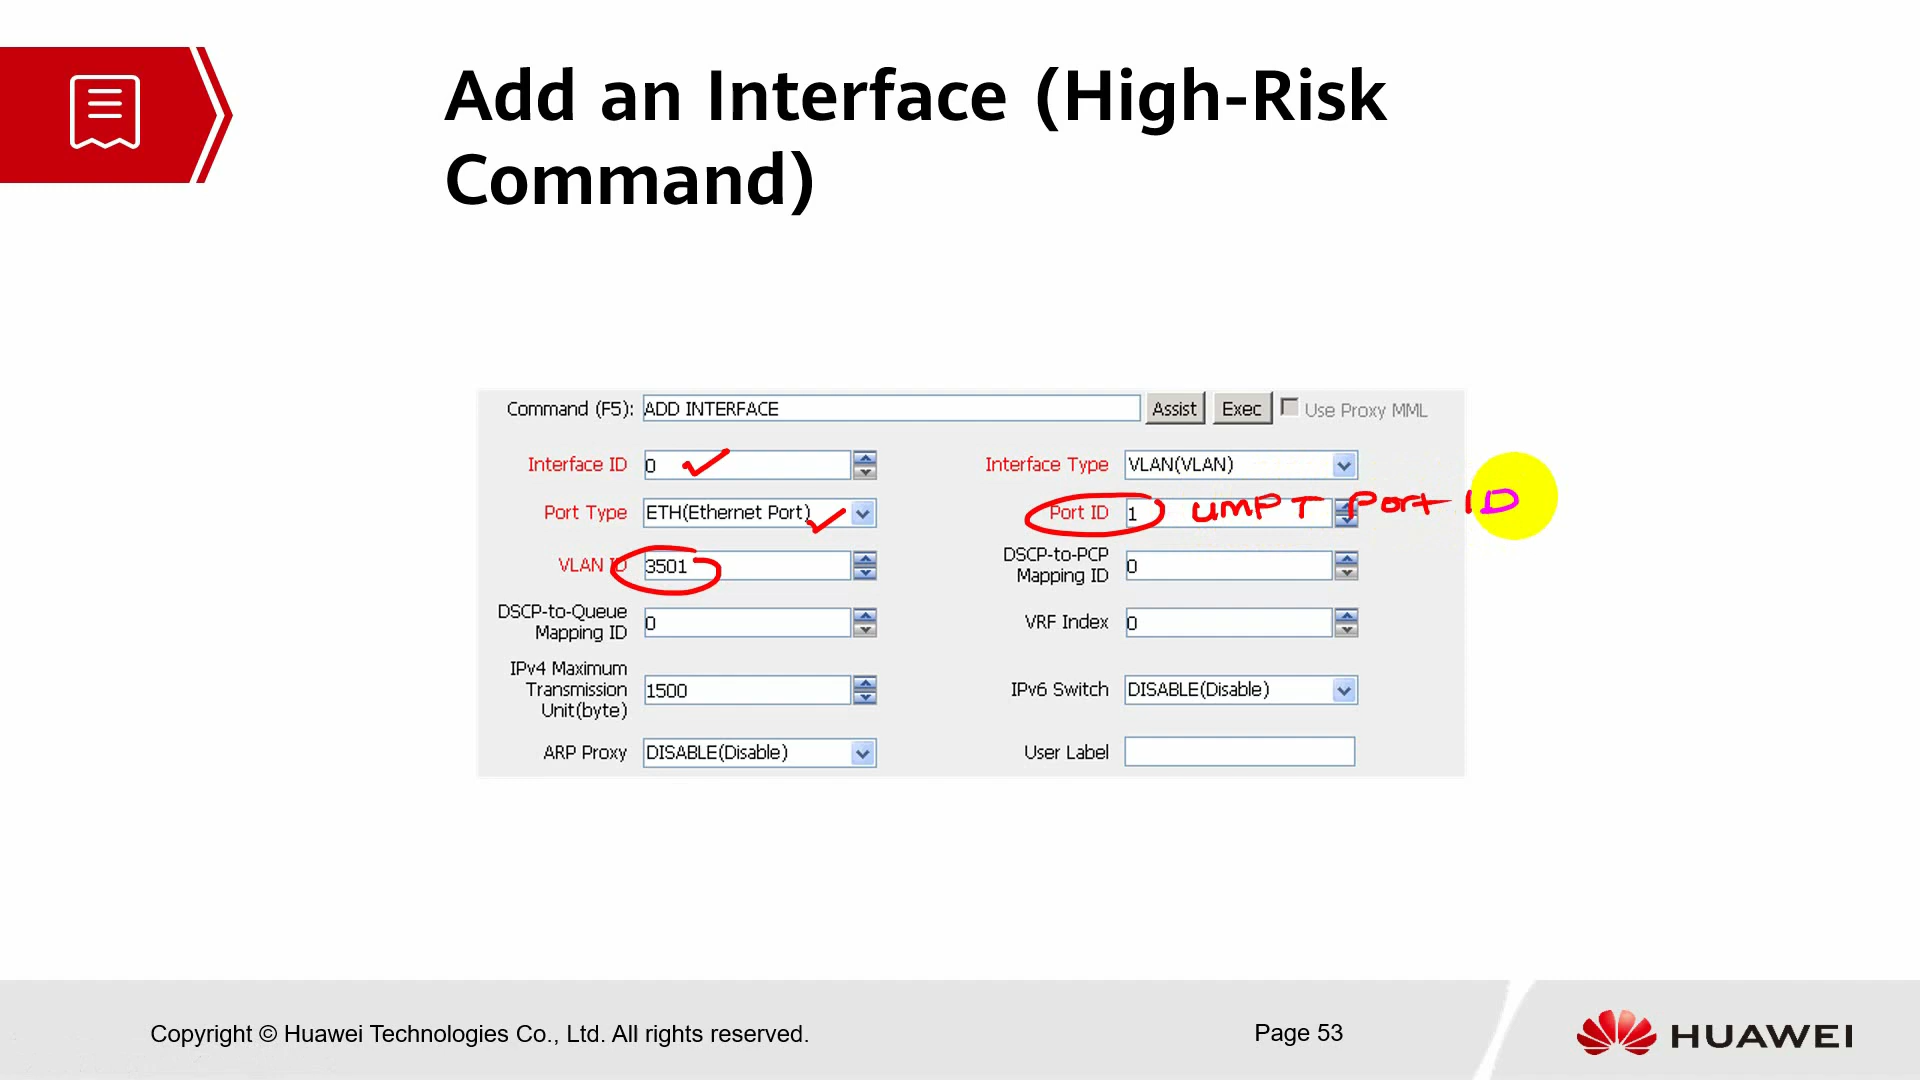 Add an Interface (High-Risk
Command)
Command (F5): ADD INTERFACE Assist Exec Use Proxy MML
Interface ID 0 Interface Type VLAN(VLAN)
Port Type ETH(Ethernet Port) Port ID 1 UMPT Port ID
VLAN ID 3501 DSCP-to-PCP
Mapping ID 0
DSCP-to-Queue
Mapping ID 0 VRF Index 0
IPv4 Maximum
Transmission
Unit(byte) 1500 IPv6 Switch DISABLE(Disable)
ARP Proxy DISABLE(Disable) User Label
Copyright © Huawei Technologies Co., Ltd. All rights reserved. Page 53 HUAWEI